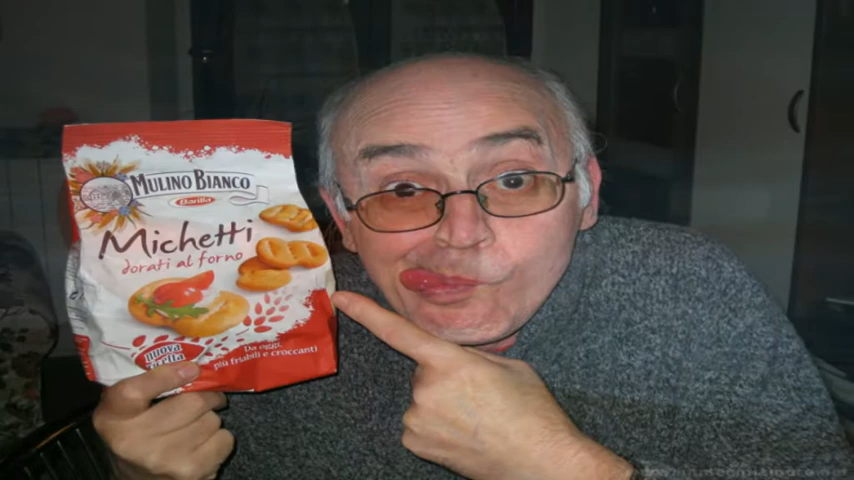 MULINO BIANCO
Barilla
Michetti
dorati al forno
nuova
ricetta
Da oggi,
più friabili e croccanti